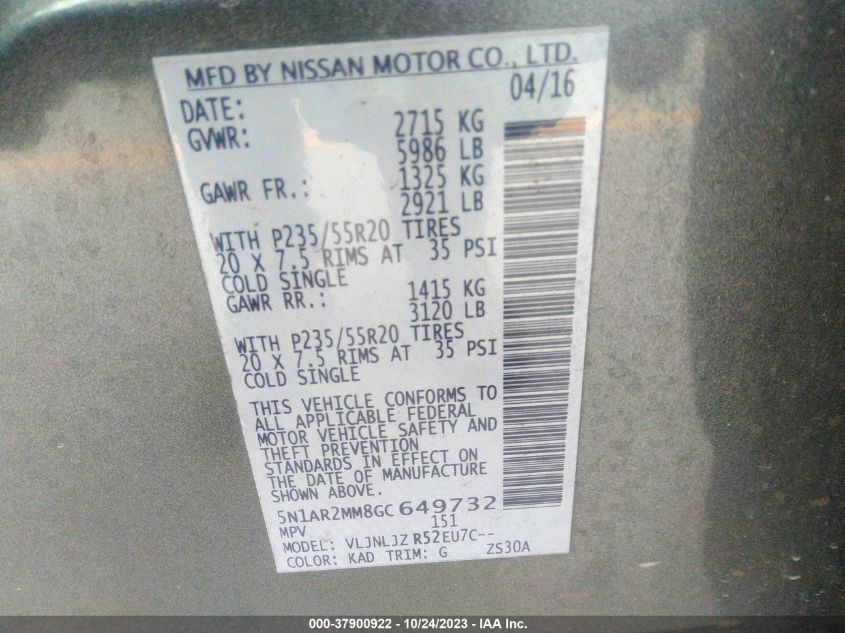 MFD BY NISSAN MOTOR CO., LTD.
DATE: 04/16
GVWR: 2715 KG
5986 LB
GAWR FR.: 1325 KG
2921 LB
WITH P235/55R20 TIRES
20 X 7.5 RIMS AT 35 PSI
COLD SINGLE
GAWR RR.: 1415 KG
3120 LB
WITH P235/55R20 TIRES
20 X 7.5 RIMS AT 35 PSI
COLD SINGLE
THIS VEHICLE CONFORMS TO
ALL APPLICABLE FEDERAL
MOTOR VEHICLE SAFETY AND
THEFT PREVENTION
STANDARDS IN EFFECT ON
THE DATE OF MANUFACTURE
SHOWN ABOVE.
5N1AR2MM8GC649732
MPV 151
MODEL: VLJNLJZ R52EU7C--
COLOR: KAD TRIM: G ZS30A
000-37900922 - 10/24/2023 - IAA Inc.